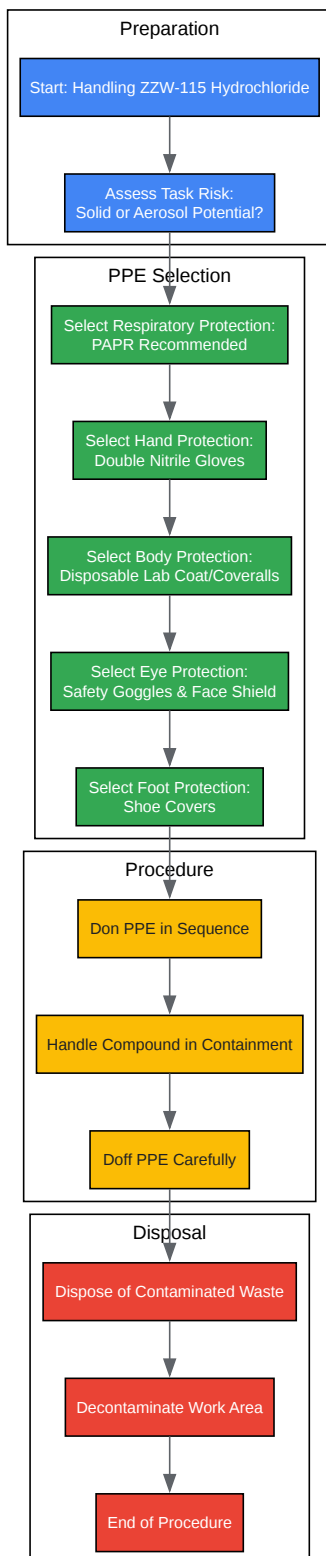 Preparation
Start: Handling ZZW-115 Hydrochloride
Assess Task Risk:
Solid or Aerosol Potential?
PPE Selection
Select Respiratory Protection:
PAPR Recommended
Select Hand Protection:
Double Nitrile Gloves
Select Body Protection:
Disposable Lab Coat/Coveralls
Select Eye Protection:
Safety Goggles & Face Shield
Select Foot Protection:
Shoe Covers
Procedure
Don PPE in Sequence
Handle Compound in Containment
Doff PPE Carefully
Disposal
Dispose of Contaminated Waste
Decontaminate Work Area
End of Procedure